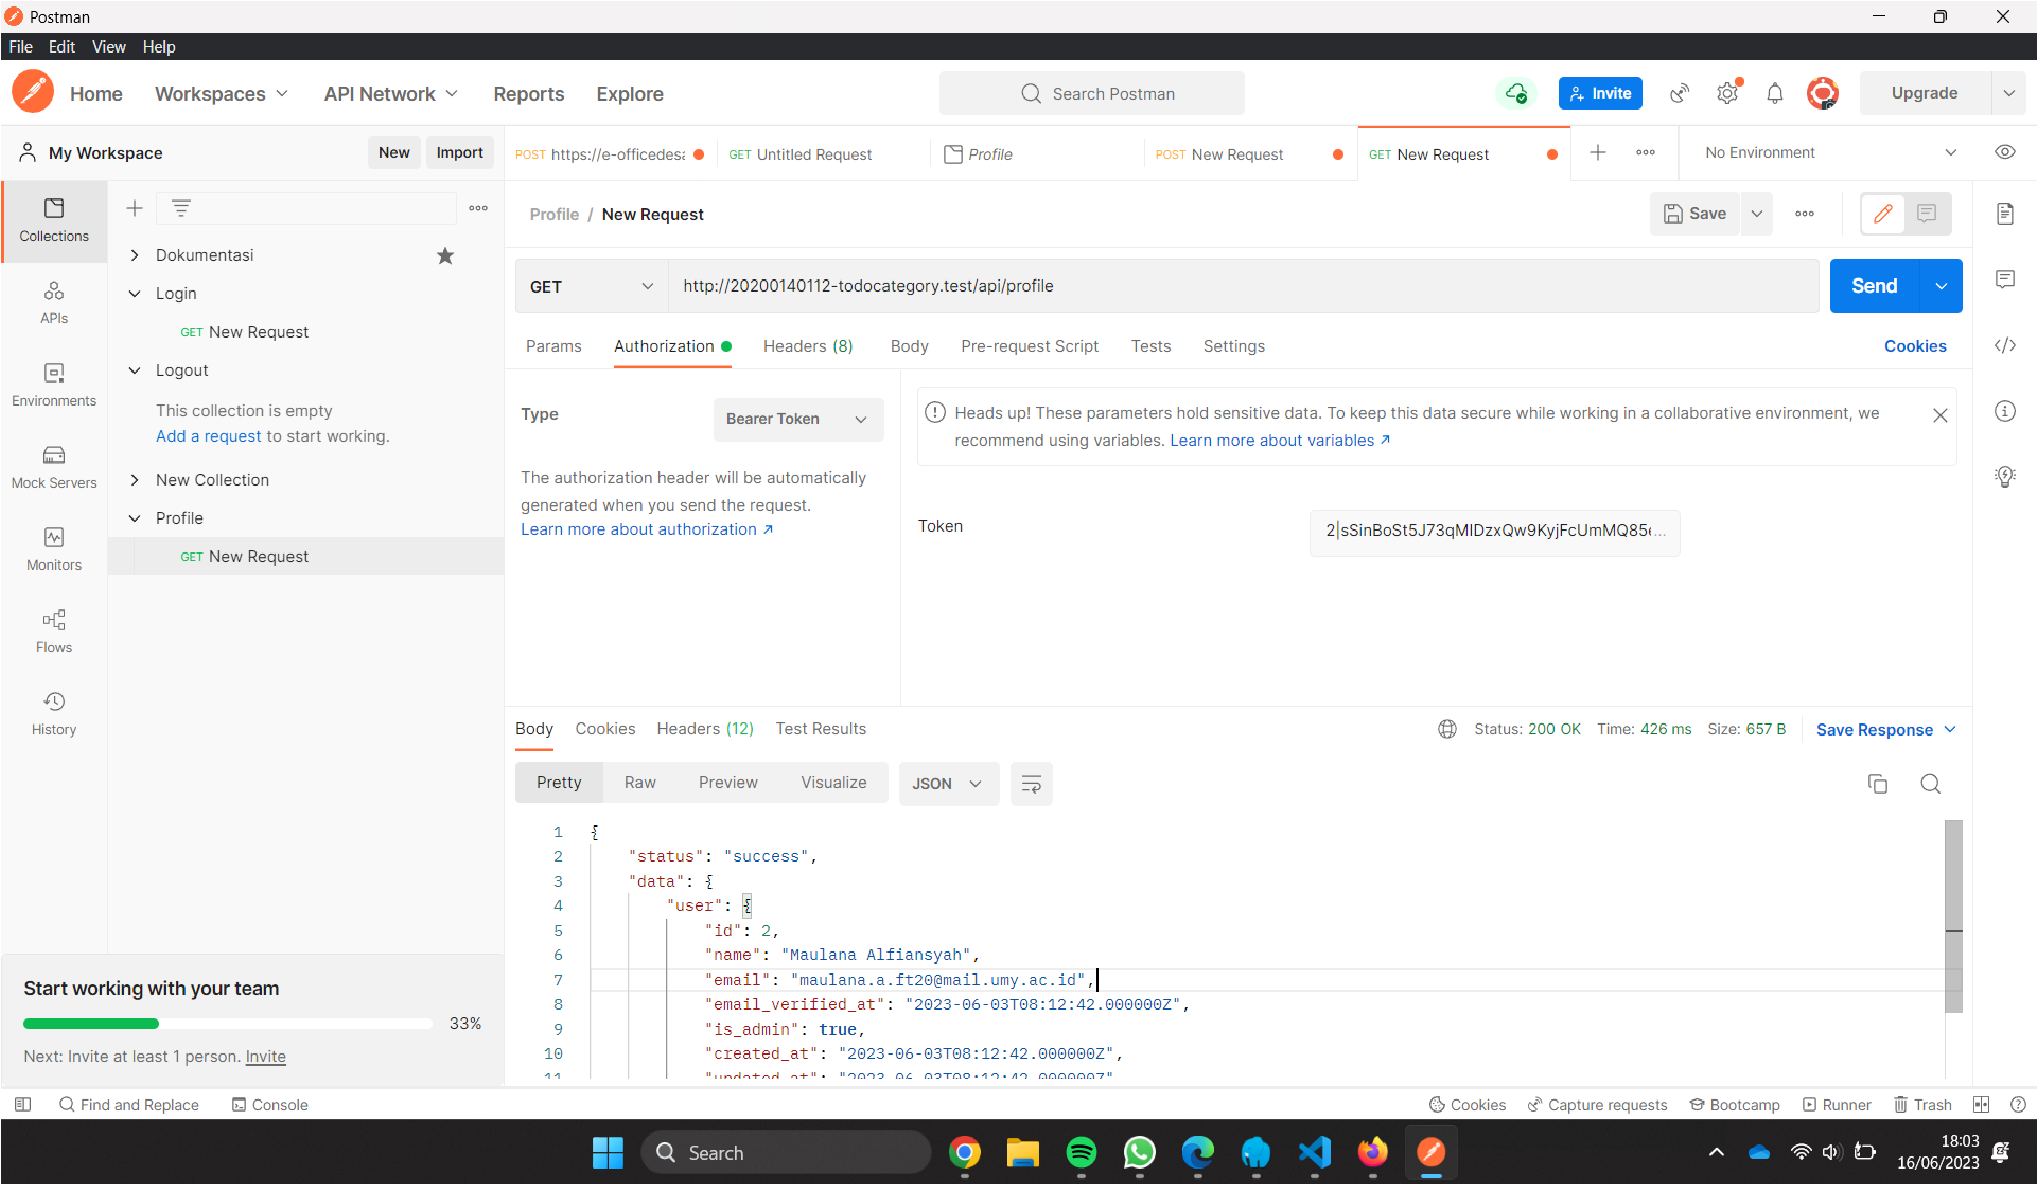 Postman
File Edit View Help
Home Workspaces API Network Reports Explore Search Postman Invite Upgrade
My Workspace New Import
POST https://e-officedesa GET Untitled Request Profile POST New Request GET New Request No Environment
Collections
APIs
Environments
Mock Servers
Monitors
Flows
History
Dokumentasi
Login
GET New Request
Logout
This collection is empty
Add a request to start working.
New Collection
Profile
GET New Request
Start working with your team
33%
Next: Invite at least 1 person. Invite
Profile / New Request Save
GET http://20200140112-todocategory.test/api/profile Send
Params Authorization Headers (8) Body Pre-request Script Tests Settings Cookies
Type Bearer Token
The authorization header will be automatically
generated when you send the request.
Learn more about authorization ↗
Heads up! These parameters hold sensitive data. To keep this data secure while working in a collaborative environment, we
recommend using variables. Learn more about variables ↗
Token 2|sSinBoSt5J73qMIDzxQw9KyjFcUmMQ85...
Body Cookies Headers (12) Test Results Status: 200 OK Time: 426 ms Size: 657 B Save Response
Pretty Raw Preview Visualize JSON
1 {
2 "status": "success",
3 "data": {
4 "user": {
5 "id": 2,
6 "name": "Maulana Alfiansyah",
7 "email": "maulana.a.ft20@mail.umy.ac.id",
8 "email_verified_at": "2023-06-03T08:12:42.000000Z",
9 "is_admin": true,
10 "created_at": "2023-06-03T08:12:42.000000Z",
11 "updated_at": "2023-06-03T08:12:42.000000Z"
Find and Replace Console Cookies Capture requests Bootcamp Runner Trash
Search
18:03
16/06/2023